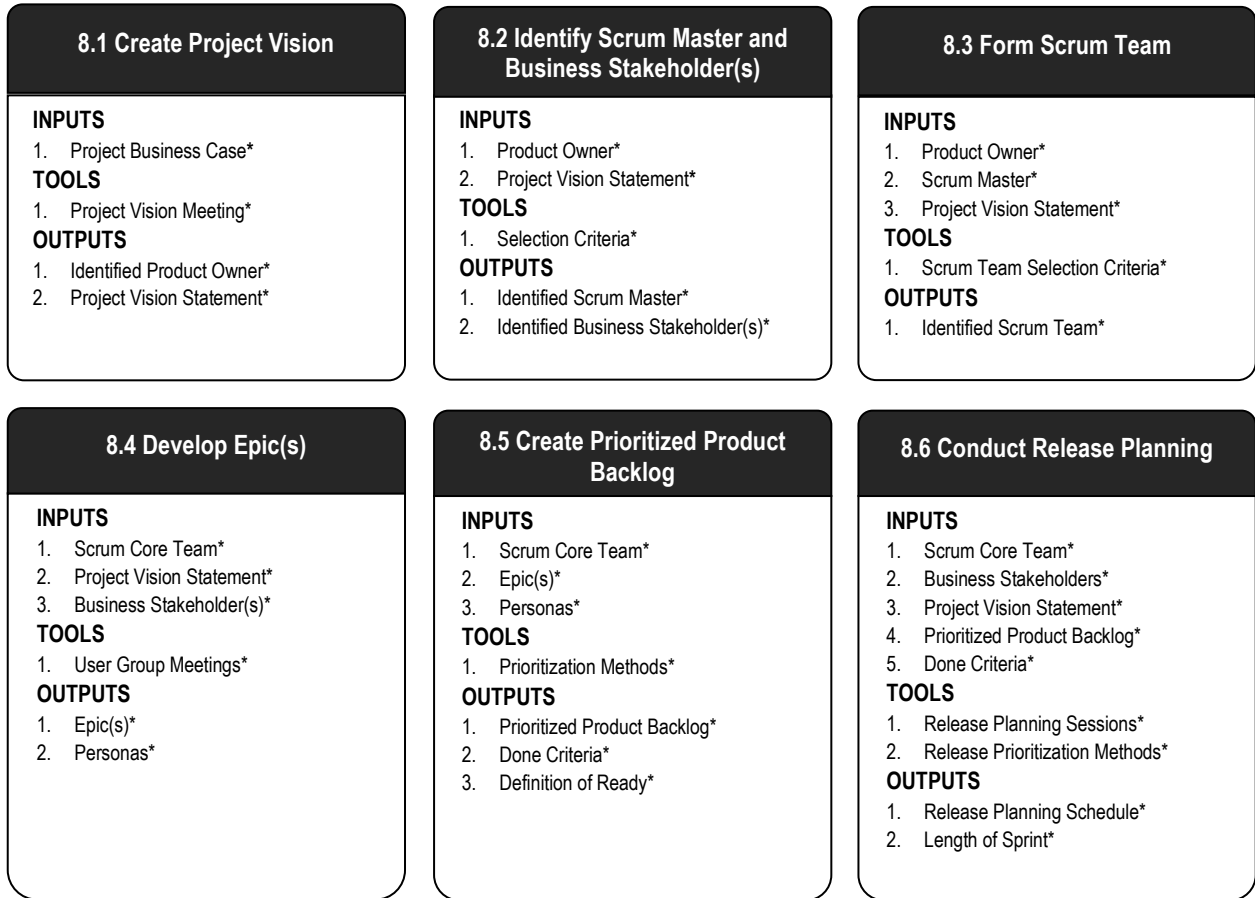 8.1 Create Project Vision
INPUTS
1. Project Business Case*
TOOLS
1. Project Vision Meeting*
OUTPUTS
1. Identified Product Owner*
2. Project Vision Statement*
8.2 Identify Scrum Master and
Business Stakeholder(s)
INPUTS
1. Product Owner*
2. Project Vision Statement*
TOOLS
1. Selection Criteria*
OUTPUTS
1. Identified Scrum Master*
2. Identified Business Stakeholder(s)*
8.3 Form Scrum Team
INPUTS
1. Product Owner*
2. Scrum Master*
3. Project Vision Statement*
TOOLS
1. Scrum Team Selection Criteria*
OUTPUTS
1. Identified Scrum Team*
8.4 Develop Epic(s)
INPUTS
1. Scrum Core Team*
2. Project Vision Statement*
3. Business Stakeholder(s)*
TOOLS
1. User Group Meetings*
OUTPUTS
1. Epic(s)*
2. Personas*
8.5 Create Prioritized Product
Backlog
INPUTS
1. Scrum Core Team*
2. Epic(s)*
3. Personas*
TOOLS
1. Prioritization Methods*
OUTPUTS
1. Prioritized Product Backlog*
2. Done Criteria*
3. Definition of Ready*
8.6 Conduct Release Planning
INPUTS
1. Scrum Core Team*
2. Business Stakeholders*
3. Project Vision Statement*
4. Prioritized Product Backlog*
5. Done Criteria*
TOOLS
1. Release Planning Sessions*
2. Release Prioritization Methods*
OUTPUTS
1. Release Planning Schedule*
2. Length of Sprint*